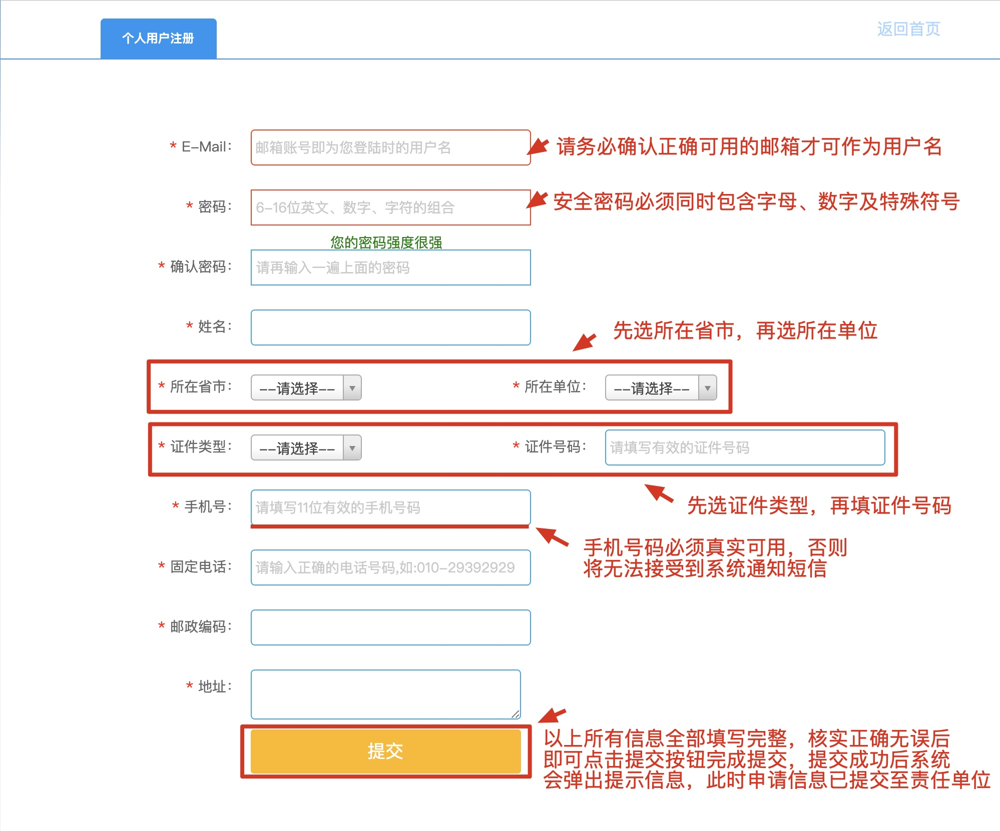 个人用户注册
返回首页
* E-Mail：
邮箱账号即为您登陆时的用户名
请务必确认正确可用的邮箱才可作为用户名
* 密码：
6-16位英文、数字、字符的组合
安全密码必须同时包含字母、数字及特殊符号
您的密码强度很强
* 确认密码：
请再输入一遍上面的密码
* 姓名：
先选所在省市，再选所在单位
* 所在省市：
--请选择--
* 所在单位：
--请选择--
* 证件类型：
--请选择--
* 证件号码：
请填写有效的证件号码
先选证件类型，再填证件号码
* 手机号：
请填写11位有效的手机号码
手机号码必须真实可用，否则
将无法接受到系统通知短信
* 固定电话：
请输入正确的电话号码,如:010-29392929
* 邮政编码：
* 地址：
提交
以上所有信息全部填写完整，核实正确无误后
即可点击提交按钮完成提交，提交成功后系统
会弹出提示信息，此时申请信息已提交至责任单位